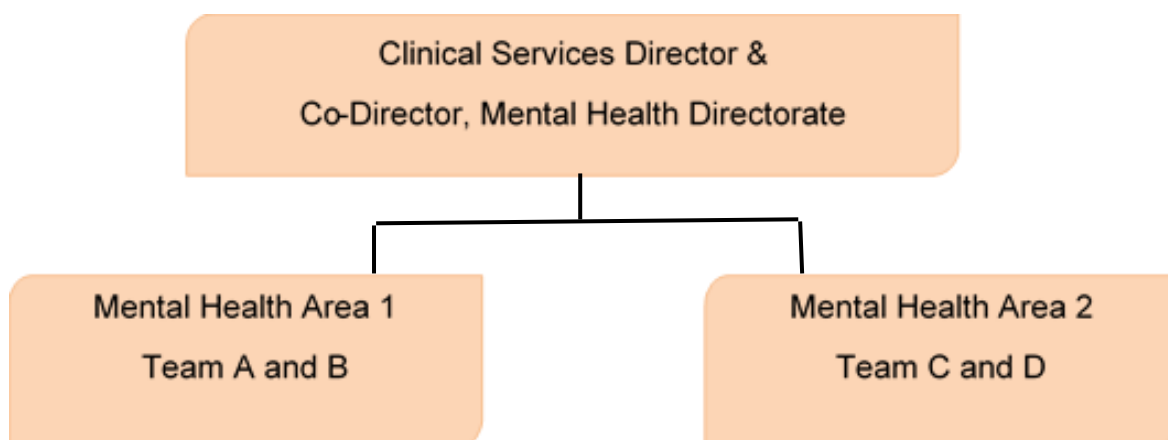 Clinical Services Director &
Co-Director, Mental Health Directorate
Mental Health Area 1
Team A and B
Mental Health Area 2
Team C and D